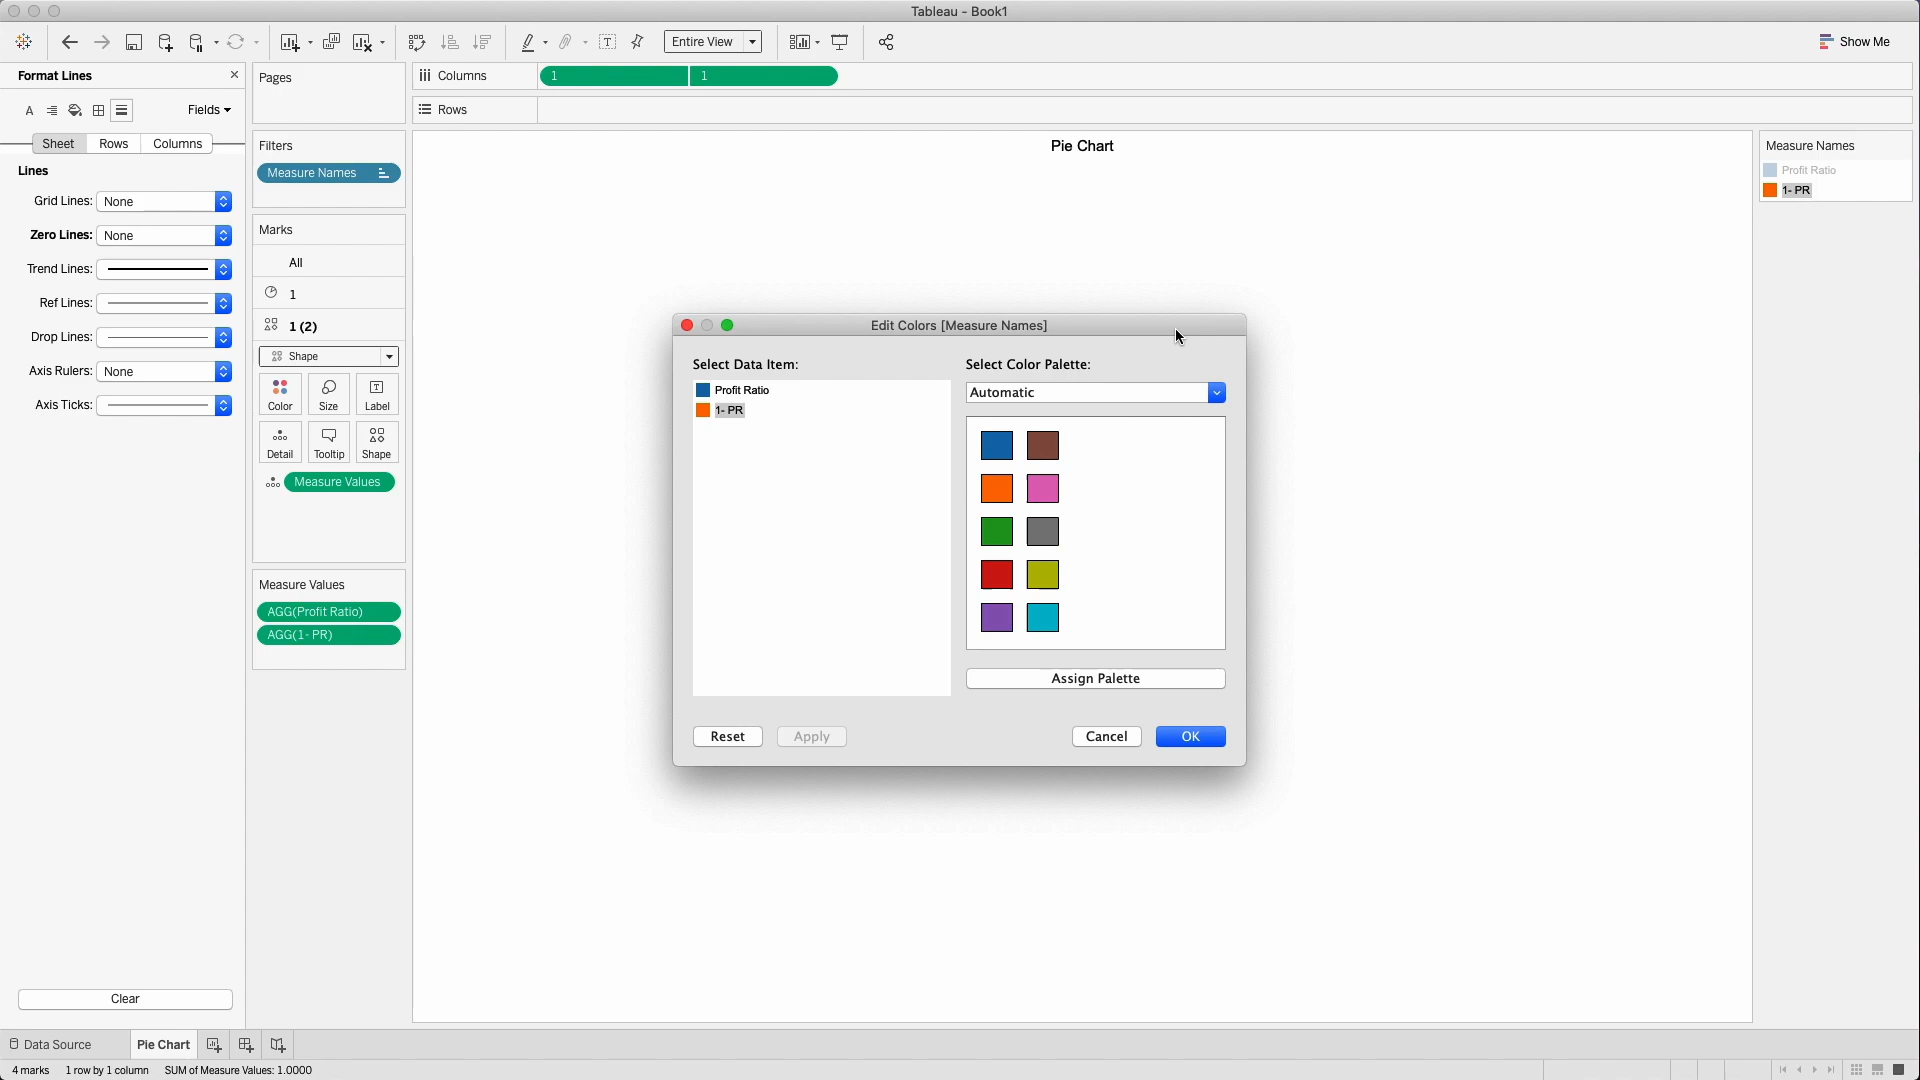 Tableau - Book1
Entire View
Show Me
Format Lines
Fields
Sheet
Rows
Columns
Lines
Grid Lines: None
Zero Lines: None
Trend Lines:
Ref Lines:
Drop Lines:
Axis Rulers: None
Axis Ticks:
Clear
Pages
Filters
Measure Names
Marks
All
1
1 (2)
Shape
Color
Size
Label
Detail
Tooltip
Shape
Measure Values
Measure Values
AGG(Profit Ratio)
AGG(1- PR)
Columns
1
1
Rows
Pie Chart
Edit Colors [Measure Names]
Select Data Item:
Profit Ratio
1- PR
Select Color Palette:
Automatic
Assign Palette
Reset
Apply
Cancel
OK
Measure Names
Profit Ratio
1- PR
Data Source
Pie Chart
4 marks
1 row by 1 column
SUM of Measure Values: 1.0000